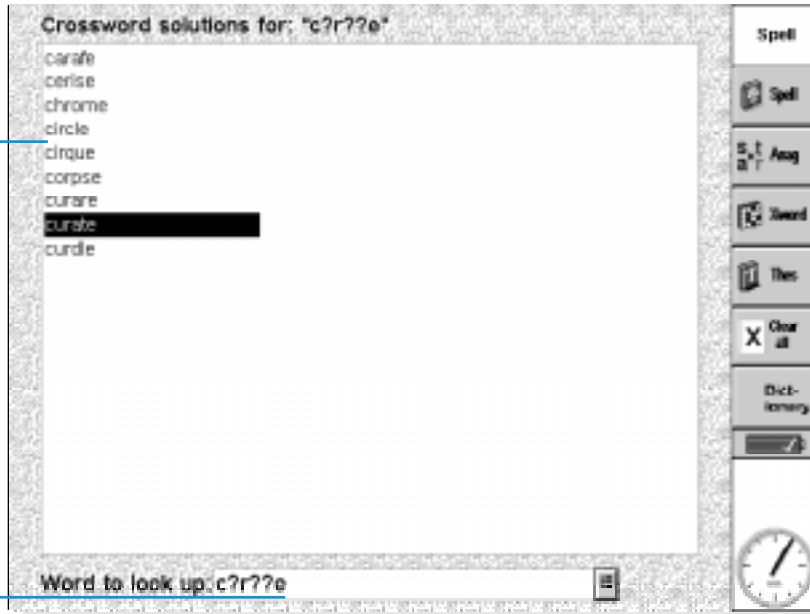 Crossword solutions for: "c?r??e"
carafe
cerise
chrome
circle
cirque
corpse
curare
curate
curdle
Word to look up: c?r??e
Spell
Spell
s t
a r Anag
Xword
Thes
X Clear
all
Dict-
ionary